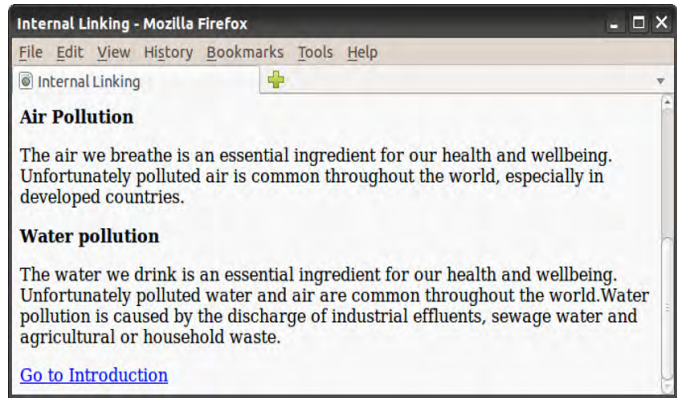 Internal Linking - Mozilla Firefox
File Edit View History Bookmarks Tools Help
Internal Linking
Air Pollution
The air we breathe is an essential ingredient for our health and wellbeing.
Unfortunately polluted air is common throughout the world, especially in
developed countries.
Water pollution
The water we drink is an essential ingredient for our health and wellbeing.
Unfortunately polluted water and air are common throughout the world.Water
pollution is caused by the discharge of industrial effluents, sewage water and
agricultural or household waste.
Go to Introduction